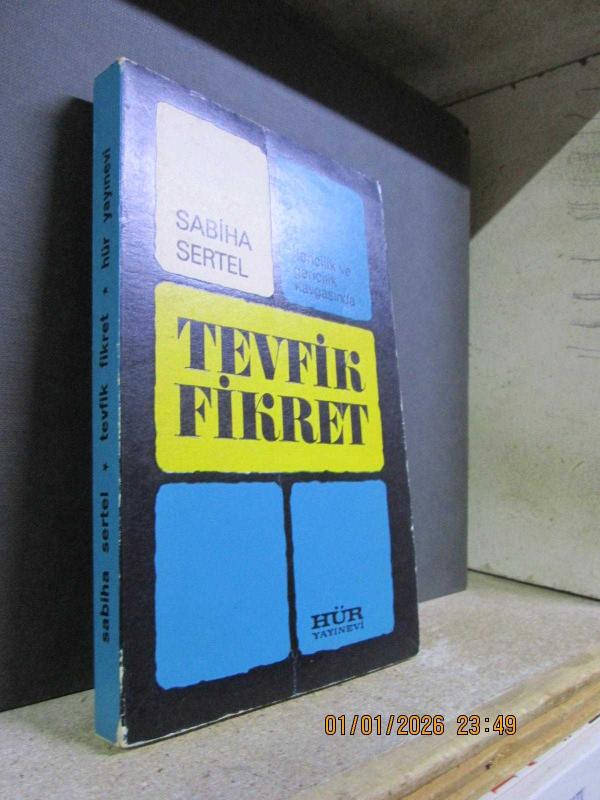 SABİHA
SERTEL
ilericilik ve
gericilik
kavgasında
TEVFİK
FİKRET
HÜR
YAYINEVİ
sabiha sertel * tevfik fikret * hür yayınevi
01/01/2026 23:49